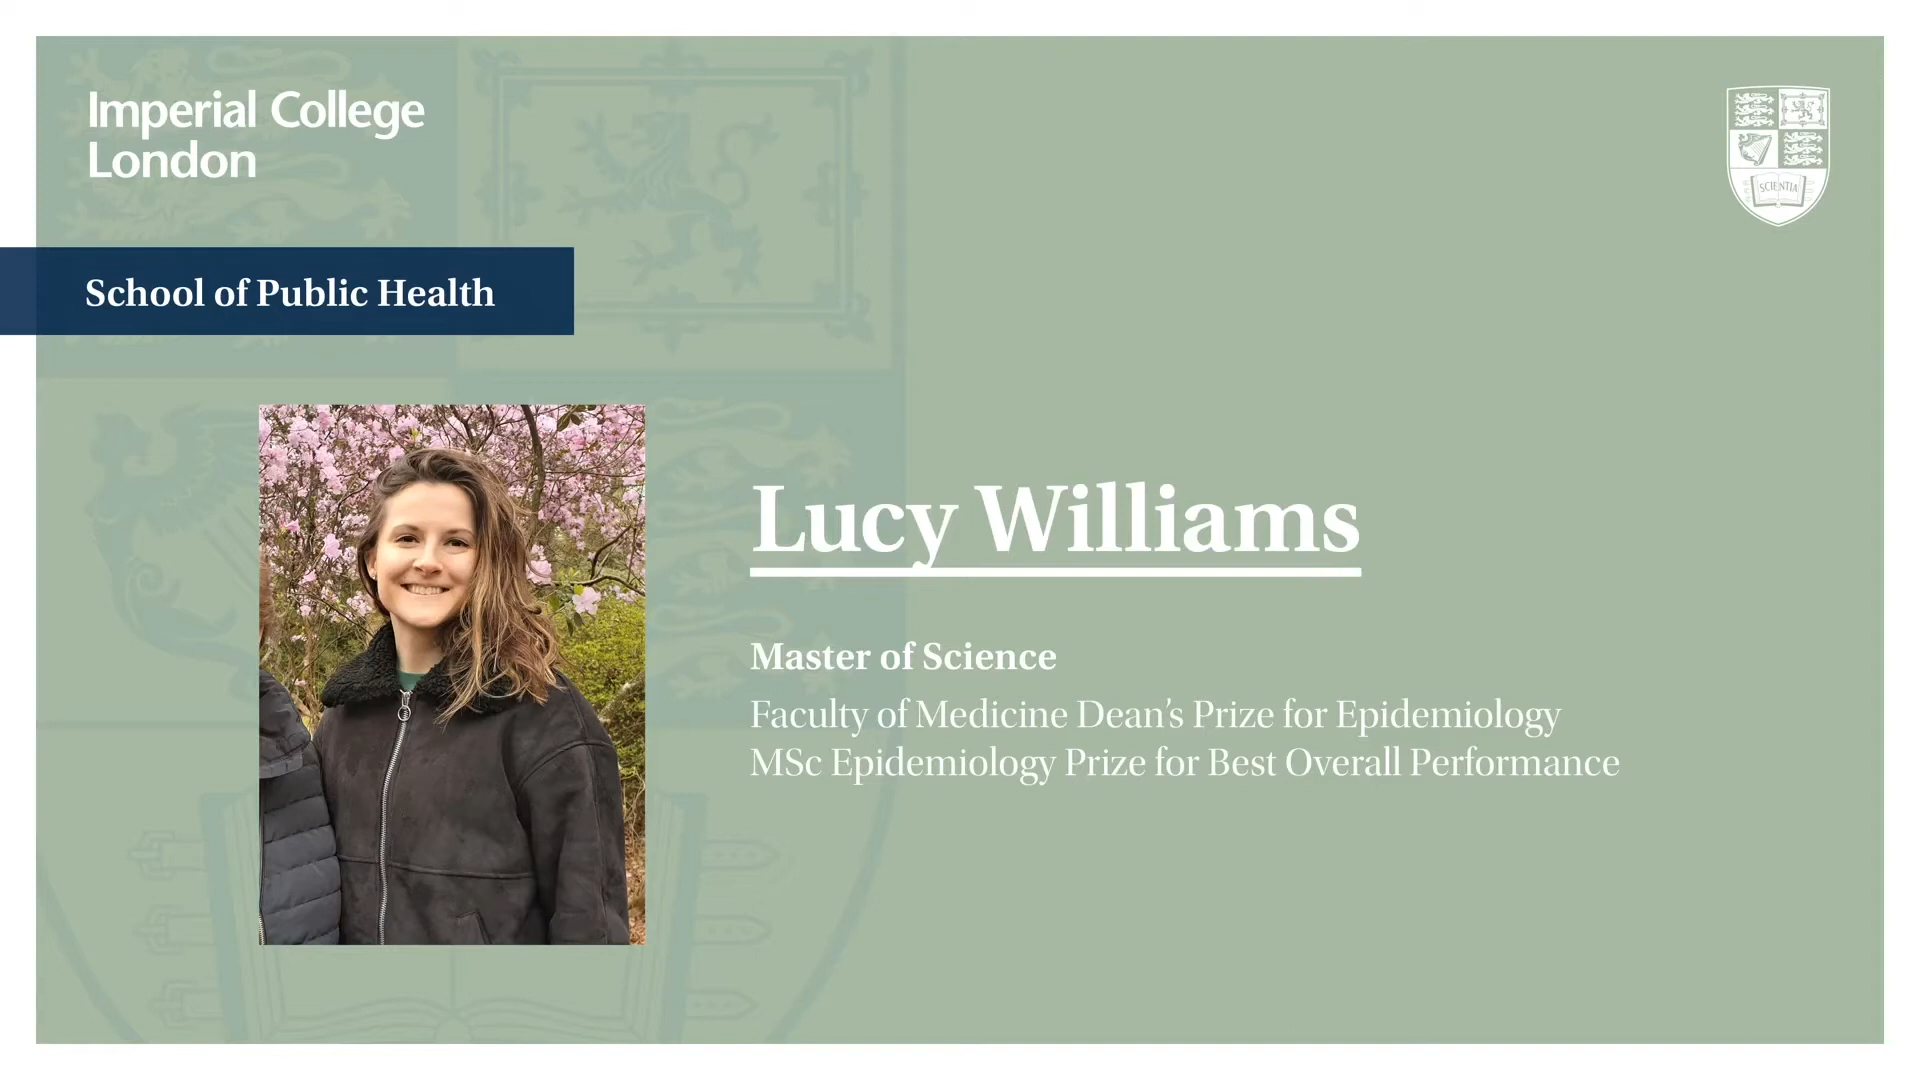 Imperial College
London
SCIENTIA
School of Public Health
Lucy Williams
Master of Science
Faculty of Medicine Dean's Prize for Epidemiology
MSc Epidemiology Prize for Best Overall Performance